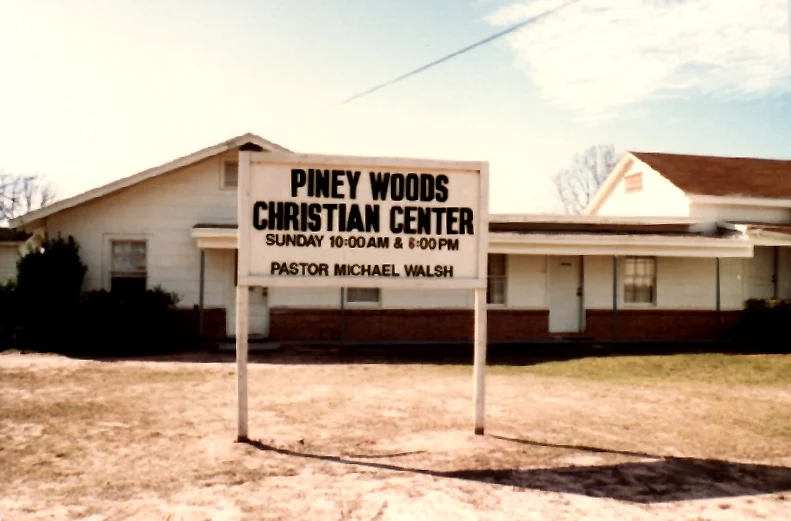 PINEY WOODS
CHRISTIAN CENTER
SUNDAY 10:00AM & 6:00PM
PASTOR MICHAEL WALSH